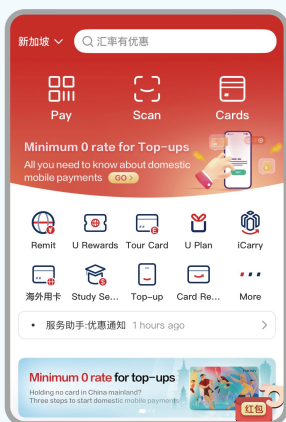 新加坡
汇率有优惠
Pay
Scan
Cards
Minimum 0 rate for Top-ups
All you need to know about domestic
mobile payments GO >
Remit
U Rewards
Tour Card
U Plan
iCarry
海外用卡
Study Se...
Top-up
Card Re...
More
• 服务助手:优惠通知 1 hours ago
Minimum 0 rate for top-ups
Holding no card in China mainland?
Three steps to start domestic mobile payment
红包